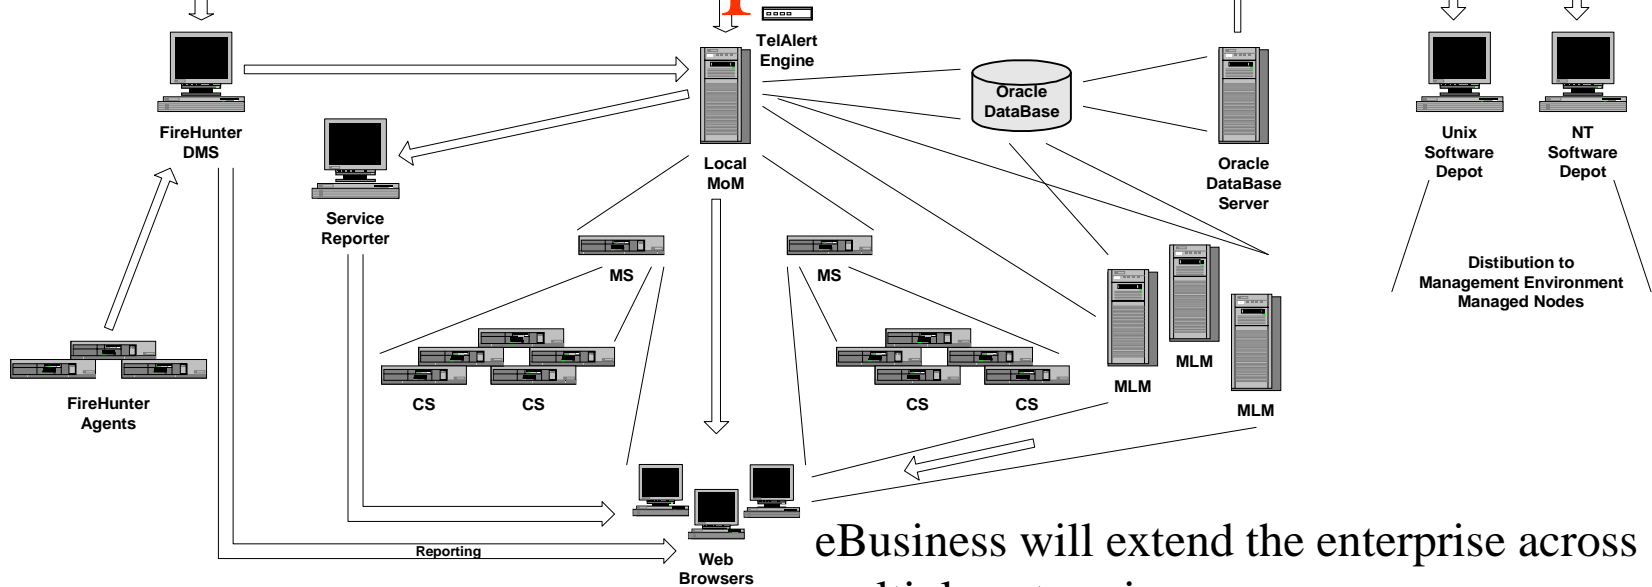 TelAlert
Engine
Oracle
DataBase
FireHunter
DMS
Unix
Software
Depot
NT
Software
Depot
Local
MoM
Oracle
DataBase
Server
Service
Reporter
MS
MS
Distibution to
Management Environment
Managed Nodes
MLM
MLM
MLM
FireHunter
Agents
CS
CS
CS
CS
Reporting
Web
Browsers
eBusiness will extend the enterprise across